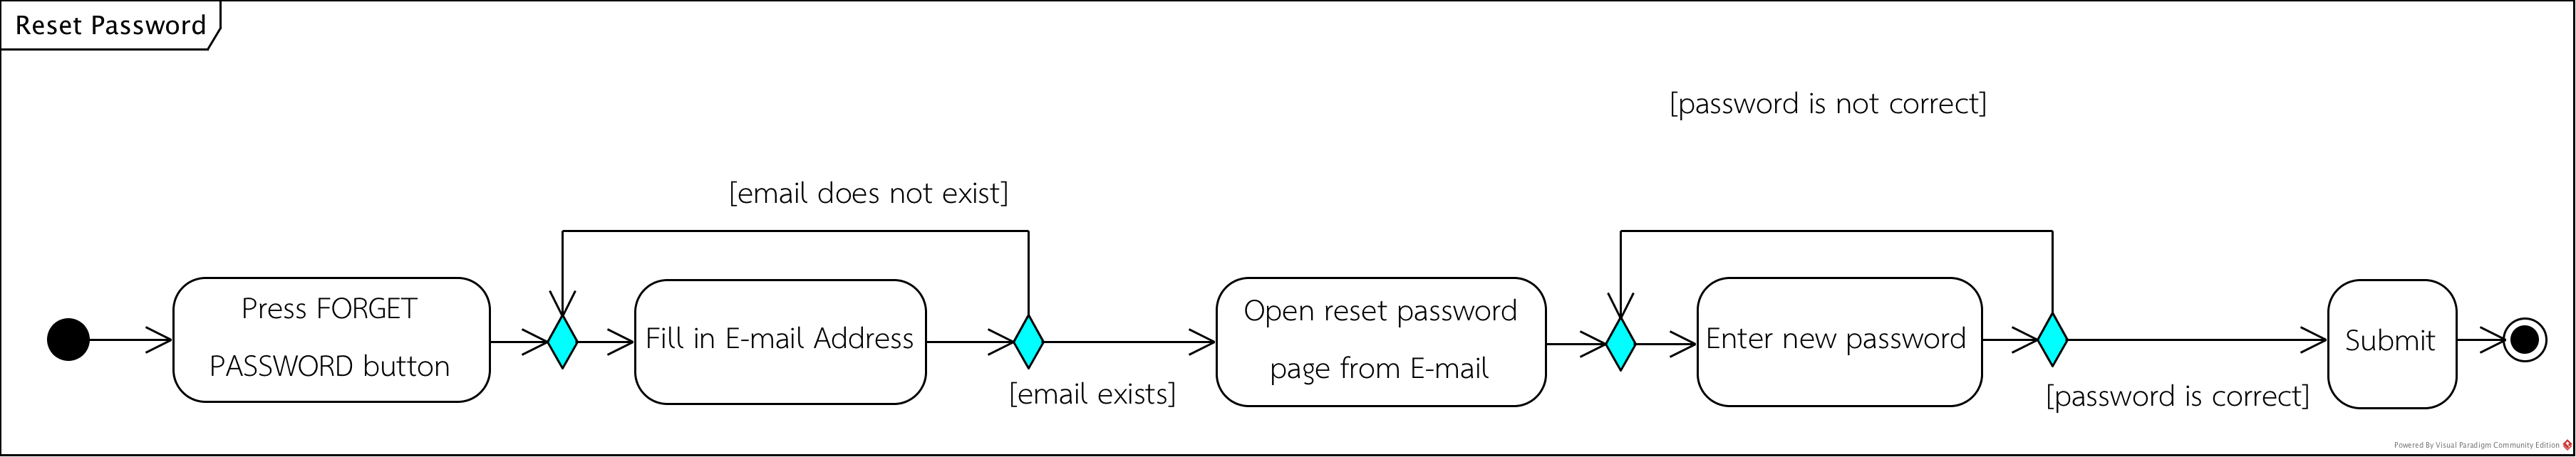 Reset Password
[password is not correct]
[email does not exist]
Press FORGET
PASSWORD button
Fill in E-mail Address
[email exists]
Open reset password
page from E-mail
Enter new password
[password is correct]
Submit
Powered By Visual Paradigm Community Edition